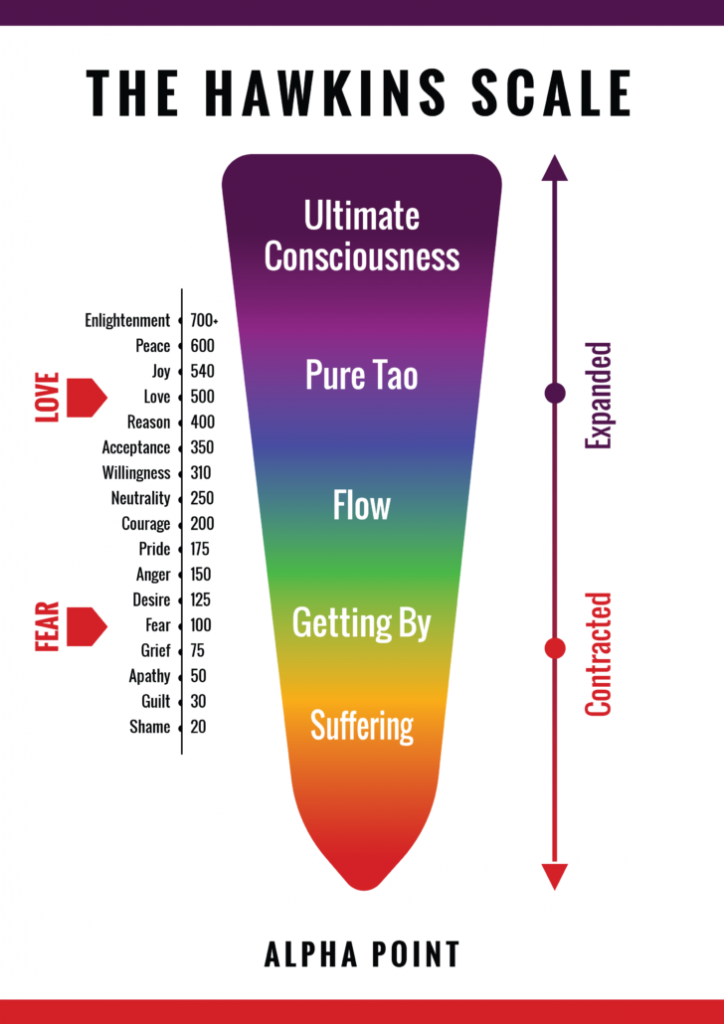 THE HAWKINS SCALE
Ultimate
Consciousness
Enlightenment 700+
Peace 600
Joy 540
Love 500
Reason 400
Acceptance 350
Willingness 310
Neutrality 250
Courage 200
Pride 175
Anger 150
Desire 125
Fear 100
Grief 75
Apathy 50
Guilt 30
Shame 20
LOVE
FEAR
Pure Tao
Flow
Getting By
Suffering
Expanded
Contracted
ALPHA POINT